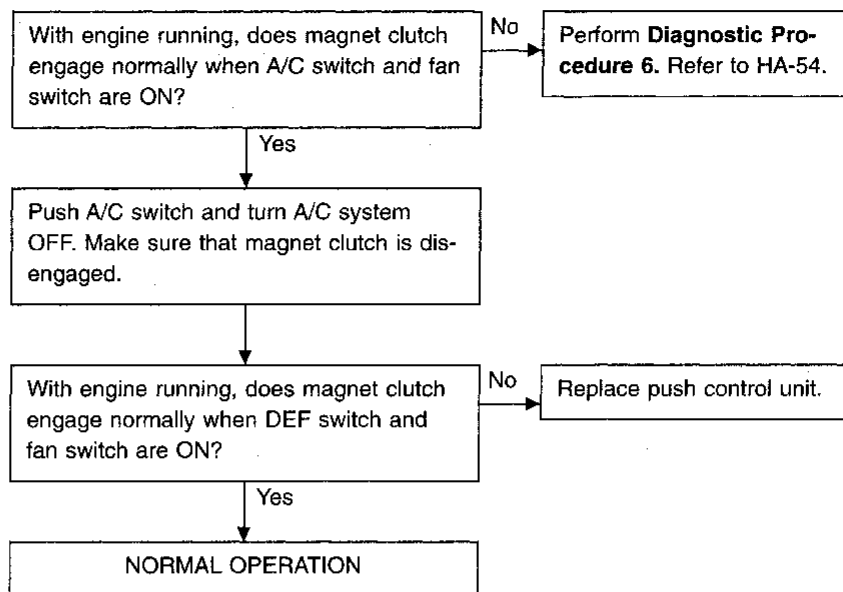 With engine running, does magnet clutch
engage normally when A/C switch and fan
switch are ON?
No
Perform Diagnostic Pro-
cedure 6. Refer to HA-54.
Yes
Push A/C switch and turn A/C system
OFF. Make sure that magnet clutch is dis-
engaged.
With engine running, does magnet clutch
engage normally when DEF switch and
fan switch are ON?
No
Replace push control unit.
Yes
NORMAL OPERATION